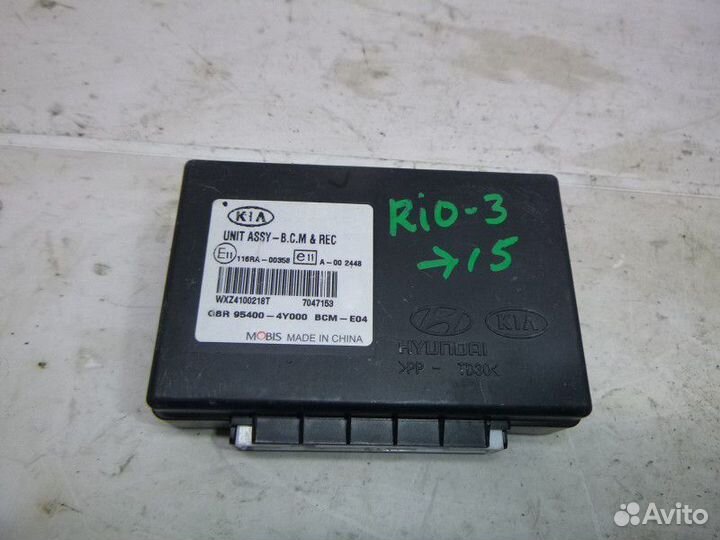 KIA
UNIT ASSY-B.C.M & REC
E11 116RA-00358 e11 A-00 2448
WXZ4100218T 7047153
GBR 95400-4Y000 BCM-E04
MOBIS MADE IN CHINA
RiO-3
→15
HYUNDAI KIA
>PP - TD30<
Avito